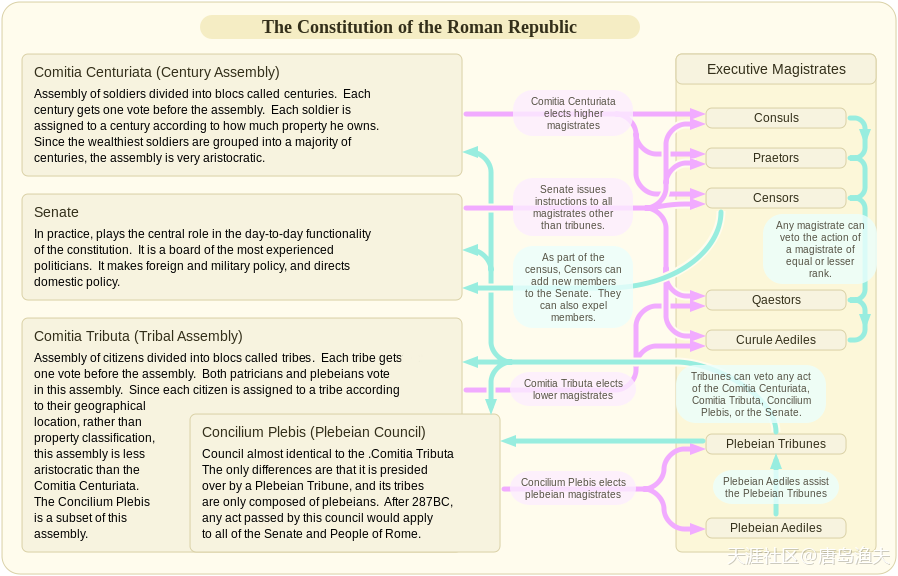 The Constitution of the Roman Republic
Comitia Centuriata (Century Assembly)
Assembly of soldiers divided into blocs called centuries.  Each
century gets one vote before the assembly.  Each soldier is
assigned to a century according to how much property he owns.
Since the wealthiest soldiers are grouped into a majority of
centuries, the assembly is very aristocratic.
Senate
In practice, plays the central role in the day-to-day functionality
of the constitution.  It is a board of the most experienced
politicians.  It makes foreign and military policy, and directs
domestic policy.
Comitia Tributa (Tribal Assembly)
Assembly of citizens divided into blocs called tribes.  Each tribe gets
one vote before the assembly.  Both patricians and plebeians vote
in this assembly.  Since each citizen is assigned to a tribe according
to their geographical
location, rather than
property classification,
this assembly is less
aristocratic than the
Comitia Centuriata.
The Concilium Plebis
is a subset of this
assembly.
Concilium Plebis (Plebeian Council)
Council almost identical to the .Comitia Tributa
The only differences are that it is presided
over by a Plebeian Tribune, and its tribes
are only composed of plebeians.  After 287BC,
any act passed by this council would apply
to all of the Senate and People of Rome.
Comitia Centuriata
elects higher
magistrates
Senate issues
instructions to all
magistrates other
than tribunes.
As part of the
census, Censors can
add new members
to the Senate.  They
can also expel
members.
Comitia Tributa elects
lower magistrates
Concilium Plebis elects
plebeian magistrates
Executive Magistrates
Consuls
Praetors
Censors
Any magistrate can
veto the action of
a magistrate of
equal or lesser
rank.
Qaestors
Curule Aediles
Tribunes can veto any act
of the Comitia Centuriata,
Comitia Tributa, Concilium
Plebis, or the Senate.
Plebeian Tribunes
Plebeian Aediles assist
the Plebeian Tribunes
Plebeian Aediles
天涯社区@唐岛渔夫